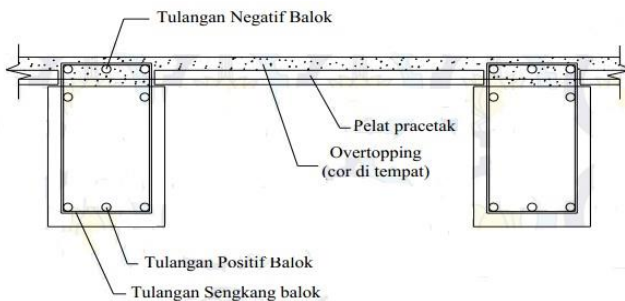 Tulangan Negatif Balok
Pelat pracetak
Overtopping
(cor di tempat)
Tulangan Positif Balok
Tulangan Sengkang balok